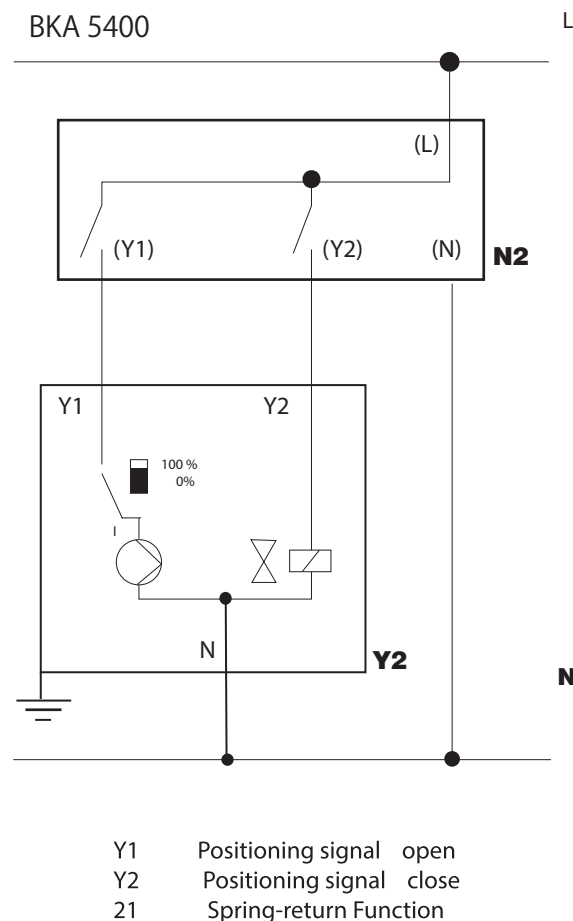 BKA 5400
L
(L)
(Y1) (Y2) (N) N2
Y1 Y2
100 %
0%
I
N
Y2
N
Y1 Positioning signal open
Y2 Positioning signal close
21 Spring-return Function